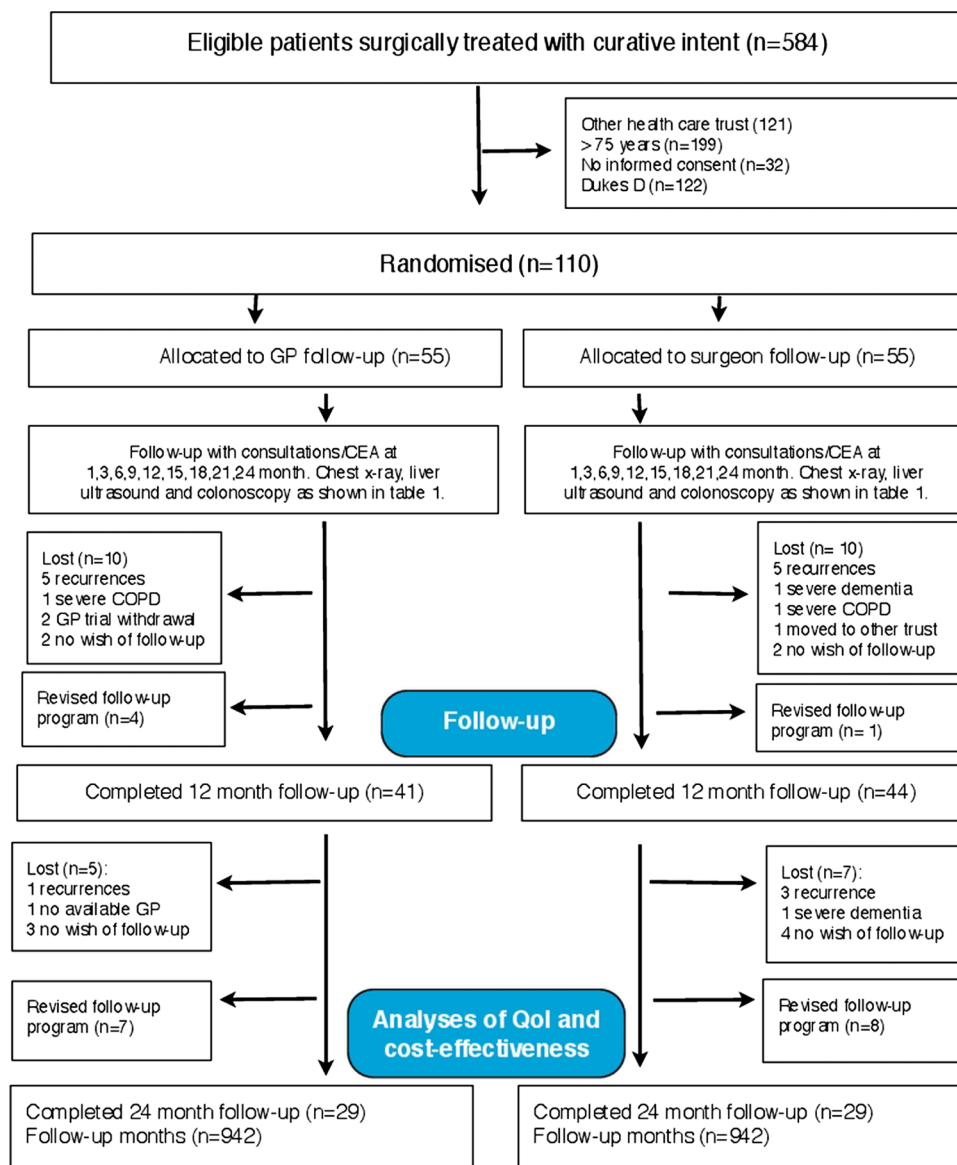 Eligible patients surgically treated with curative intent (n=584)
Other health care trust (121)
>75 years (n=199)
No informed consent (n=32)
Dukes D (n=122)
Randomised (n=110)
Allocated to GP follow-up (n=55)
Allocated to surgeon follow-up (n=55)
Follow-up with consultations/CEA at
1,3,6,9,12,15,18,21,24 month. Chest x-ray, liver
ultrasound and colonoscopy as shown in table 1.
Follow-up with consultations/CEA at
1,3,6,9,12,15,18,21,24 month. Chest x-ray, liver
ultrasound and colonoscopy as shown in table 1.
Lost (n=10)
5 recurrences
1 severe COPD
2 GP trial withdrawal
2 no wish of follow-up
Lost (n= 10)
5 recurrences
1 severe dementia
1 severe COPD
1 moved to other trust
2 no wish of follow-up
Revised follow-up
program (n=4)
Follow-up
Revised follow-up
program (n= 1)
Completed 12 month follow-up (n=41)
Completed 12 month follow-up (n=44)
Lost (n=5):
1 recurrences
1 no available GP
3 no wish of follow-up
Lost (n=7):
3 recurrence
1 severe dementia
4 no wish of follow-up
Revised follow-up
program (n=7)
Analyses of Qol and
cost-effectiveness
Revised follow-up
program (n=8)
Completed 24 month follow-up (n=29)
Follow-up months (n=942)
Completed 24 month follow-up (n=29)
Follow-up months (n=942)